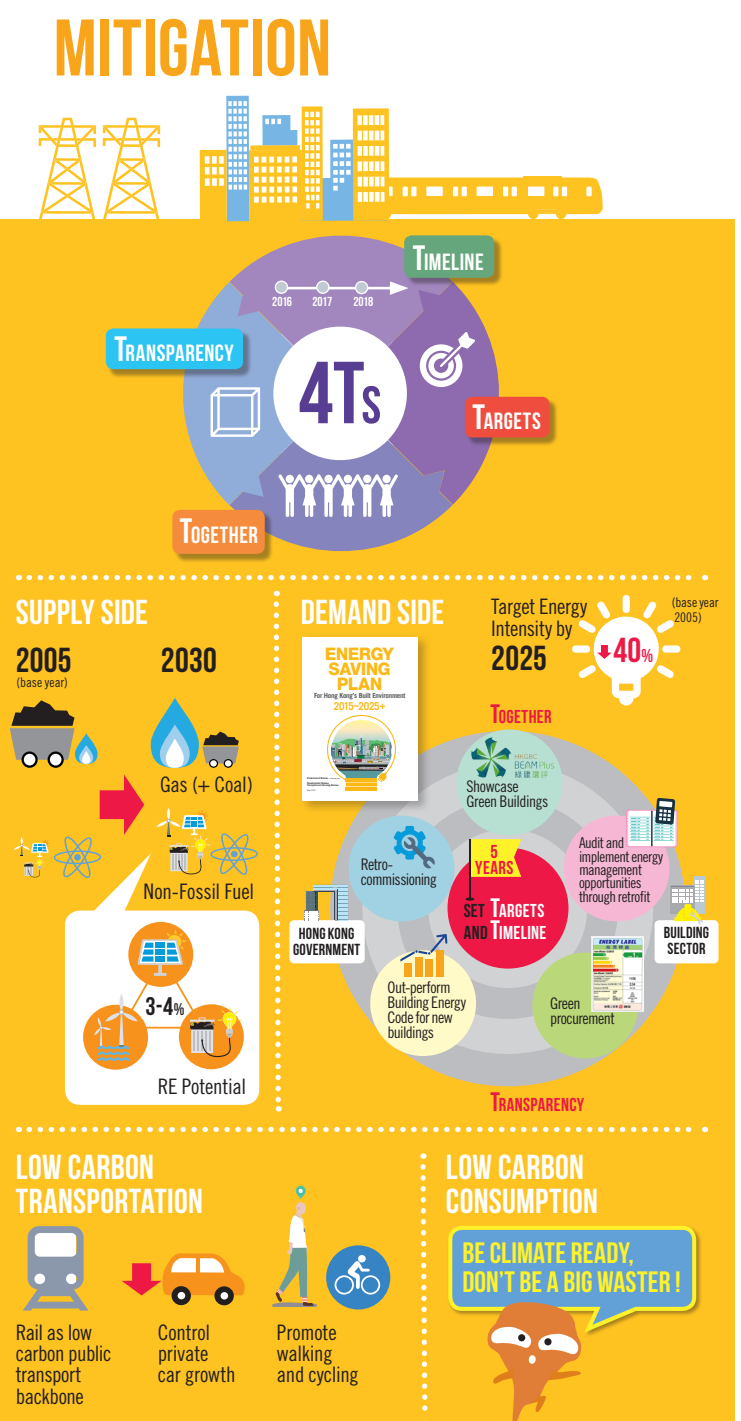 MITIGATION
TIMELINE
2016 2017 2018
TRANSPARENCY
4Ts
TARGETS
TOGETHER
SUPPLY SIDE
2005
(base year)
2030
Gas (+ Coal)
Non-Fossil Fuel
3-4%
RE Potential
DEMAND SIDE
ENERGY
SAVING
PLAN
For Hong Kong's Built Environment
2015~2025+
Target Energy
Intensity by
2025
40%
(base year
2005)
TOGETHER
HKGBC
BEAM Plus
綠建環評
Showcase
Green Buildings
Retro-
commissioning
5
YEARS
SET TARGETS
AND TIMELINE
Audit and
implement energy
management
opportunities
through retrofit
HONG KONG
GOVERNMENT
BUILDING
SECTOR
Out-perform
Building Energy
Code for new
buildings
ENERGY LABEL
Green
procurement
TRANSPARENCY
LOW CARBON
TRANSPORTATION
Rail as low
carbon public
transport
backbone
Control
private
car growth
Promote
walking
and cycling
LOW CARBON
CONSUMPTION
BE CLIMATE READY,
DON'T BE A BIG WASTER !